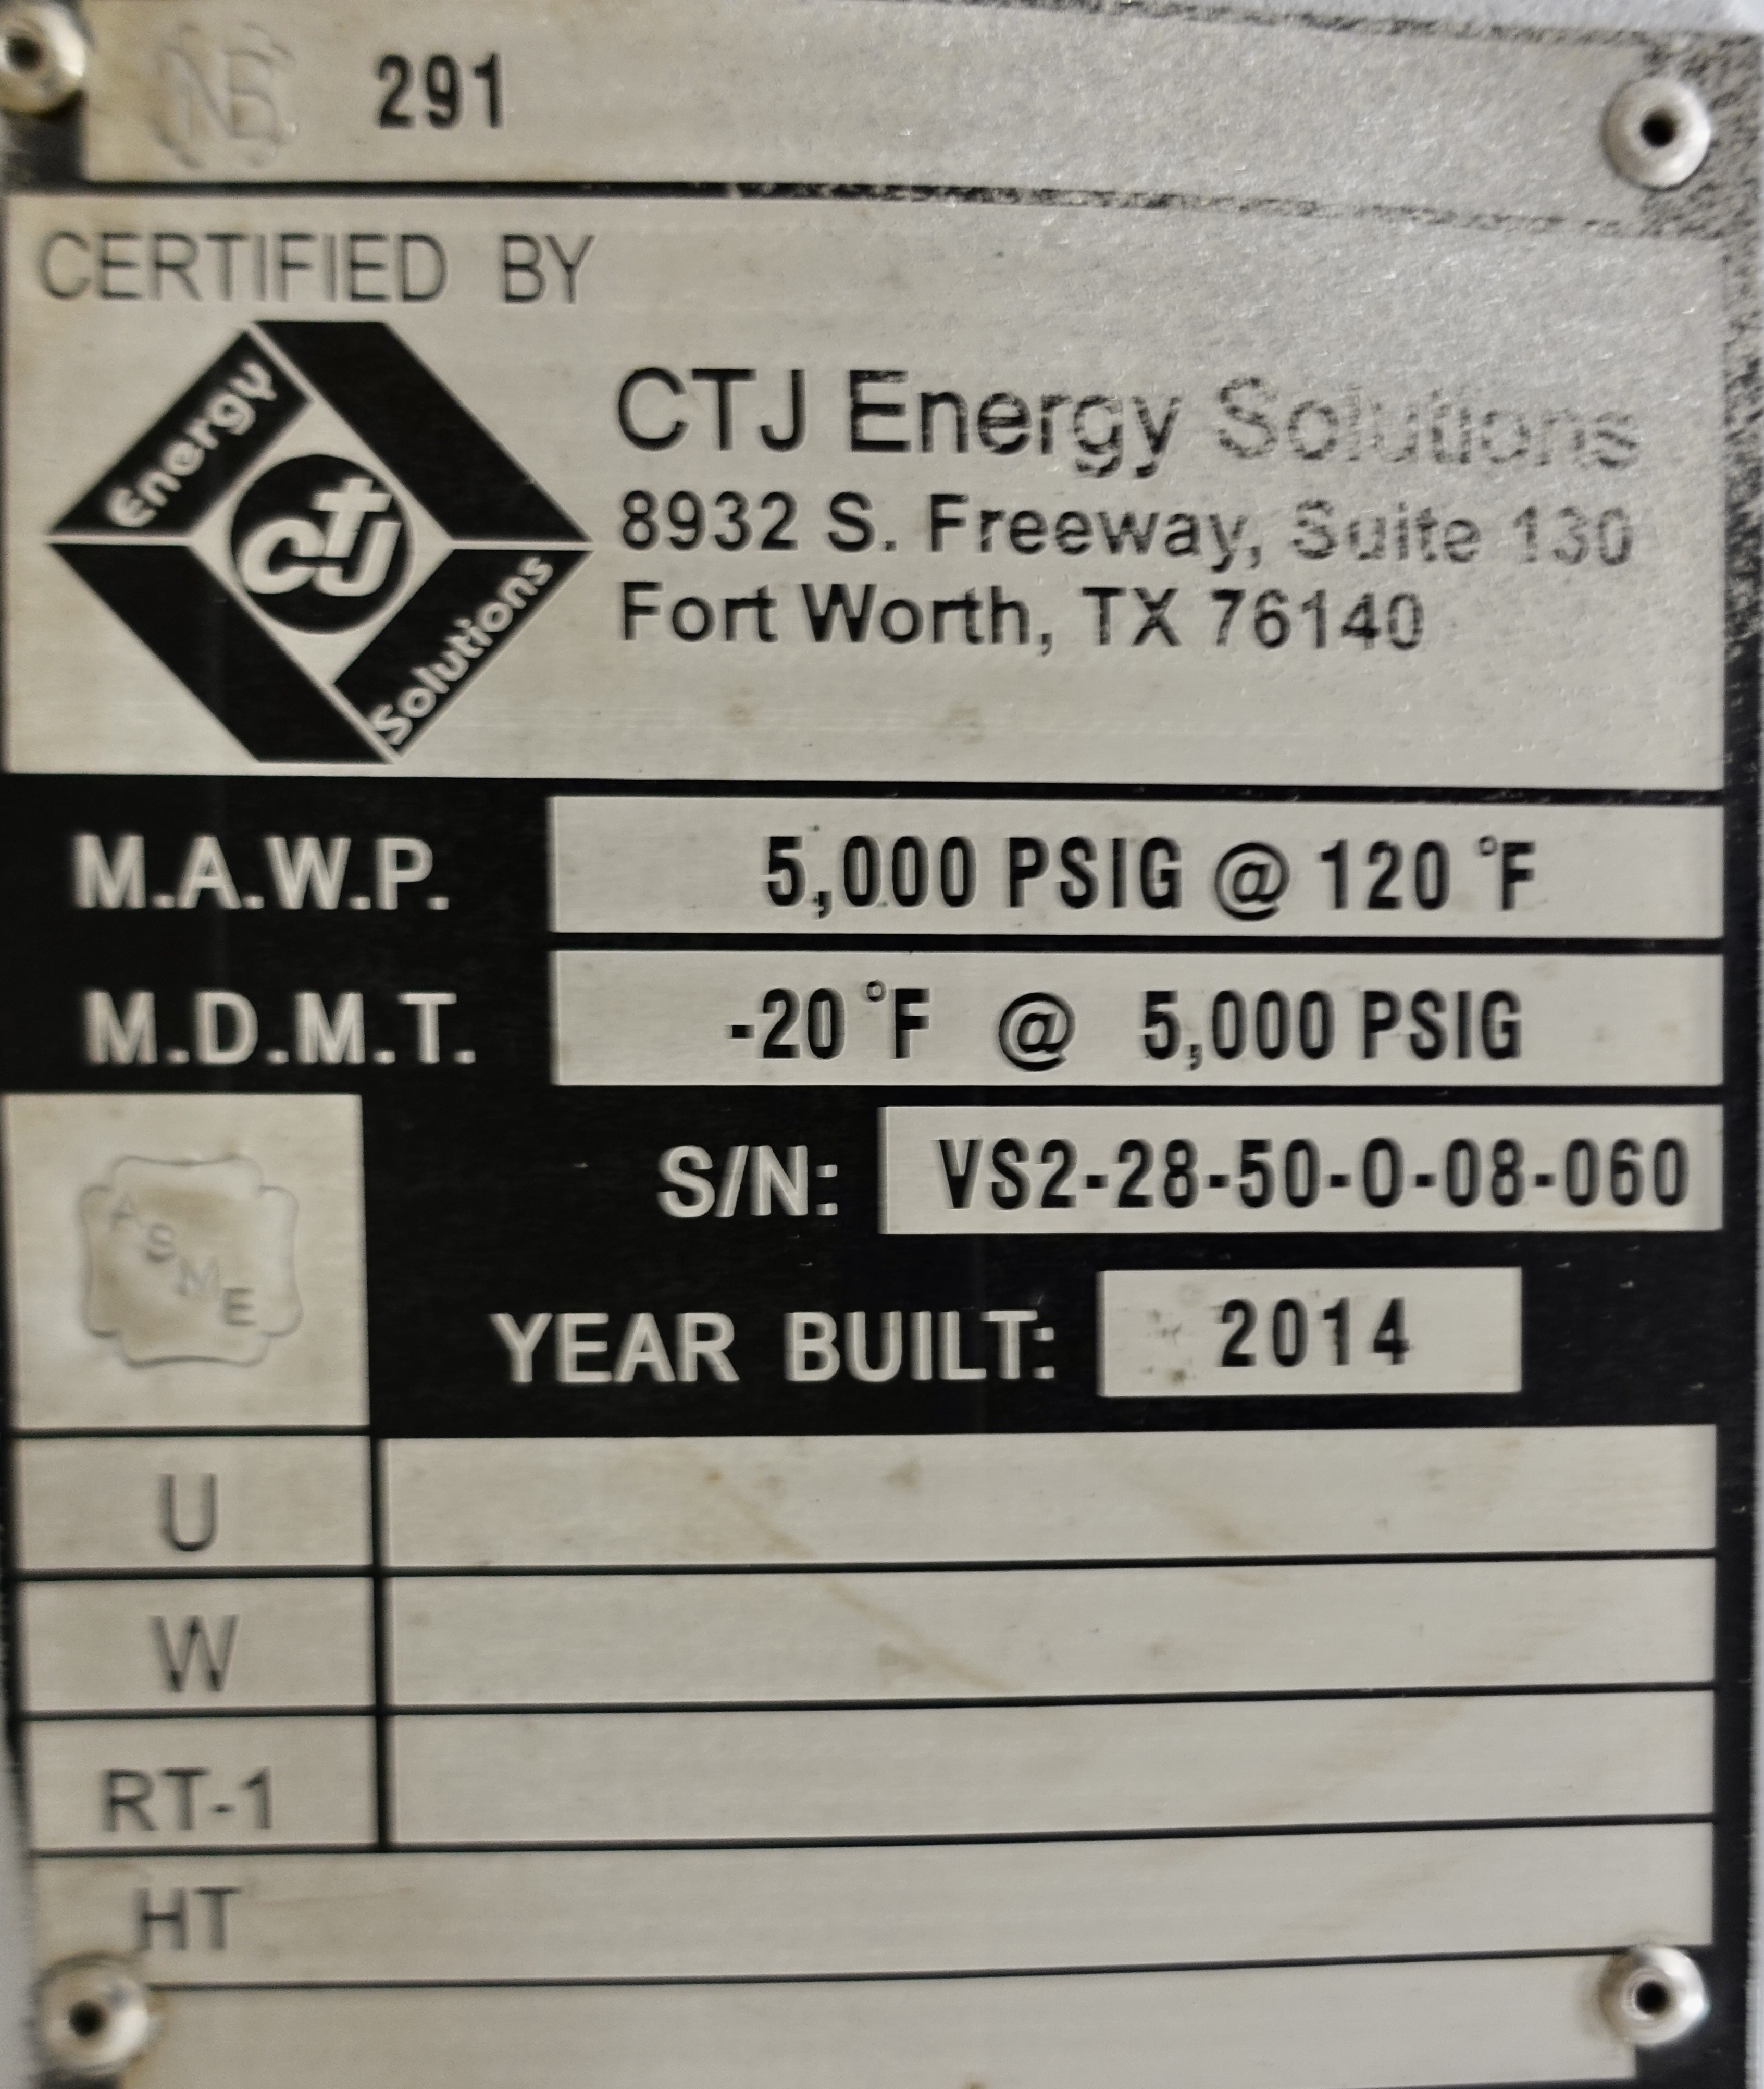 NB 291
CERTIFIED BY
Energy
CTJ
Solutions
CTJ Energy Solutions
8932 S. Freeway, Suite 130
Fort Worth, TX 76140
M.A.W.P. 5,000 PSIG @ 120 °F
M.D.M.T. -20 °F @ 5,000 PSIG
S/N: VS2-28-50-0-08-060
ASME
YEAR BUILT: 2014
U
W
RT-1
HT